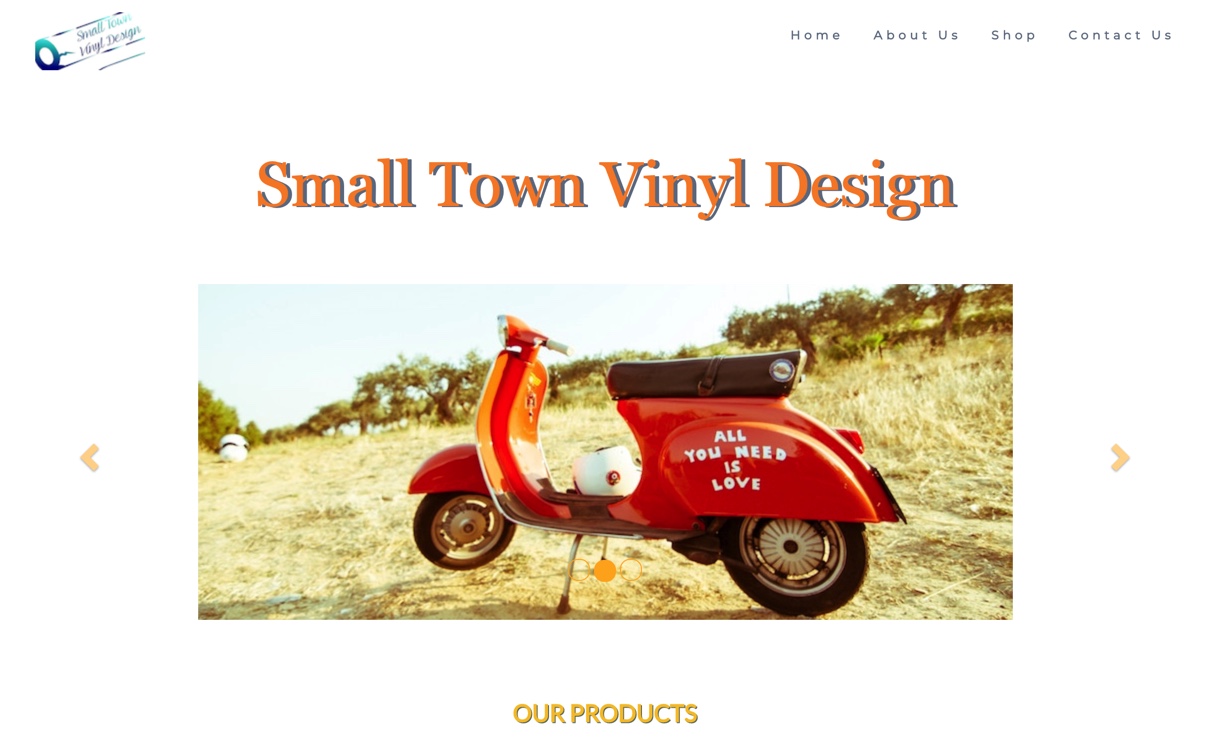 Small Town
Vinyl Design
Home About Us Shop Contact Us
Small Town Vinyl Design
ALL
YOU NEED
IS
LOVE
OUR PRODUCTS